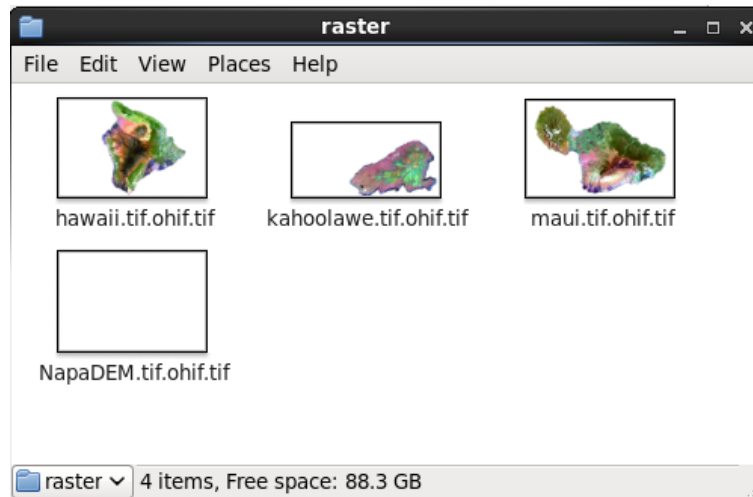 raster
File Edit View Places Help
hawaii.tif.ohif.tif kahoolawe.tif.ohif.tif maui.tif.ohif.tif
NapaDEM.tif.ohif.tif
raster 4 items, Free space: 88.3 GB